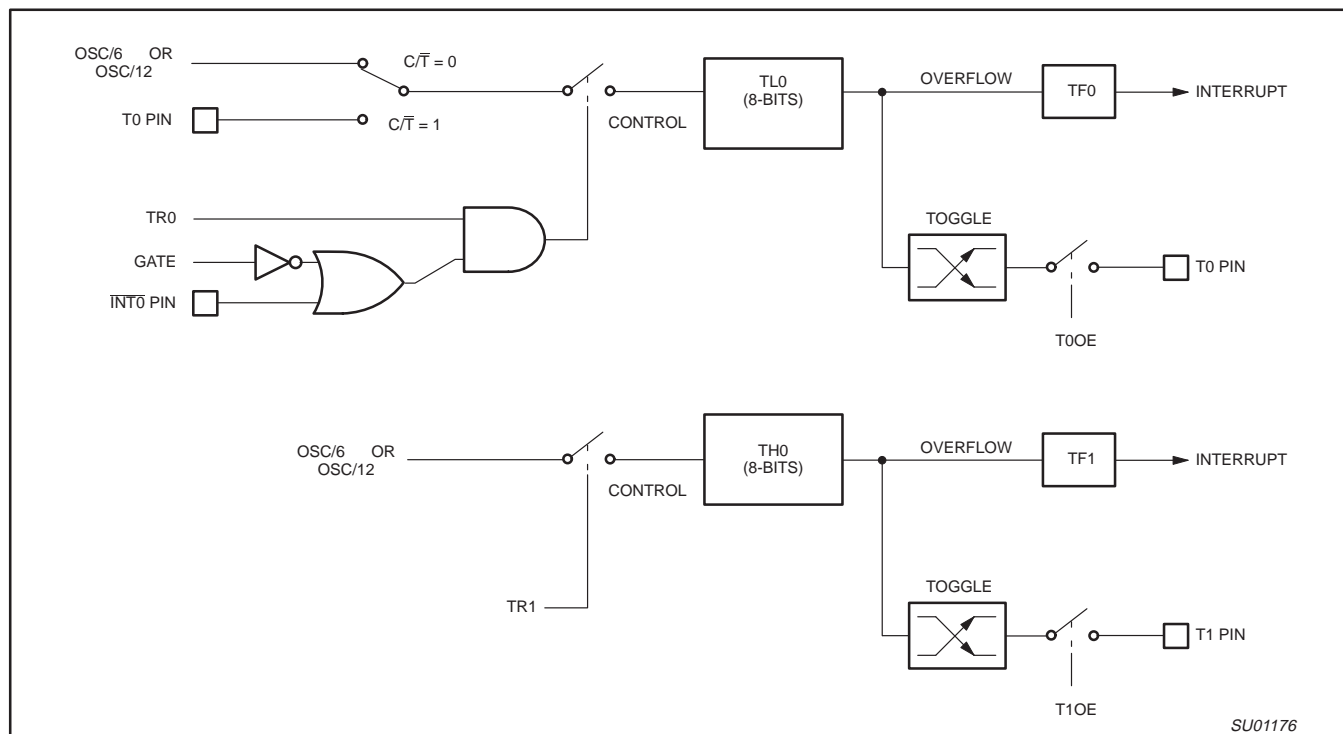 OSC/6 OR
OSC/12
C/T̅ = 0
T0 PIN
C/T̅ = 1
CONTROL
TL0
(8-BITS)
OVERFLOW
TF0
INTERRUPT
TR0
GATE
I̅N̅T̅0̅ PIN
TOGGLE
T0 PIN
T0OE
OSC/6 OR
OSC/12
CONTROL
TH0
(8-BITS)
OVERFLOW
TF1
INTERRUPT
TR1
TOGGLE
T1 PIN
T1OE
SU01176